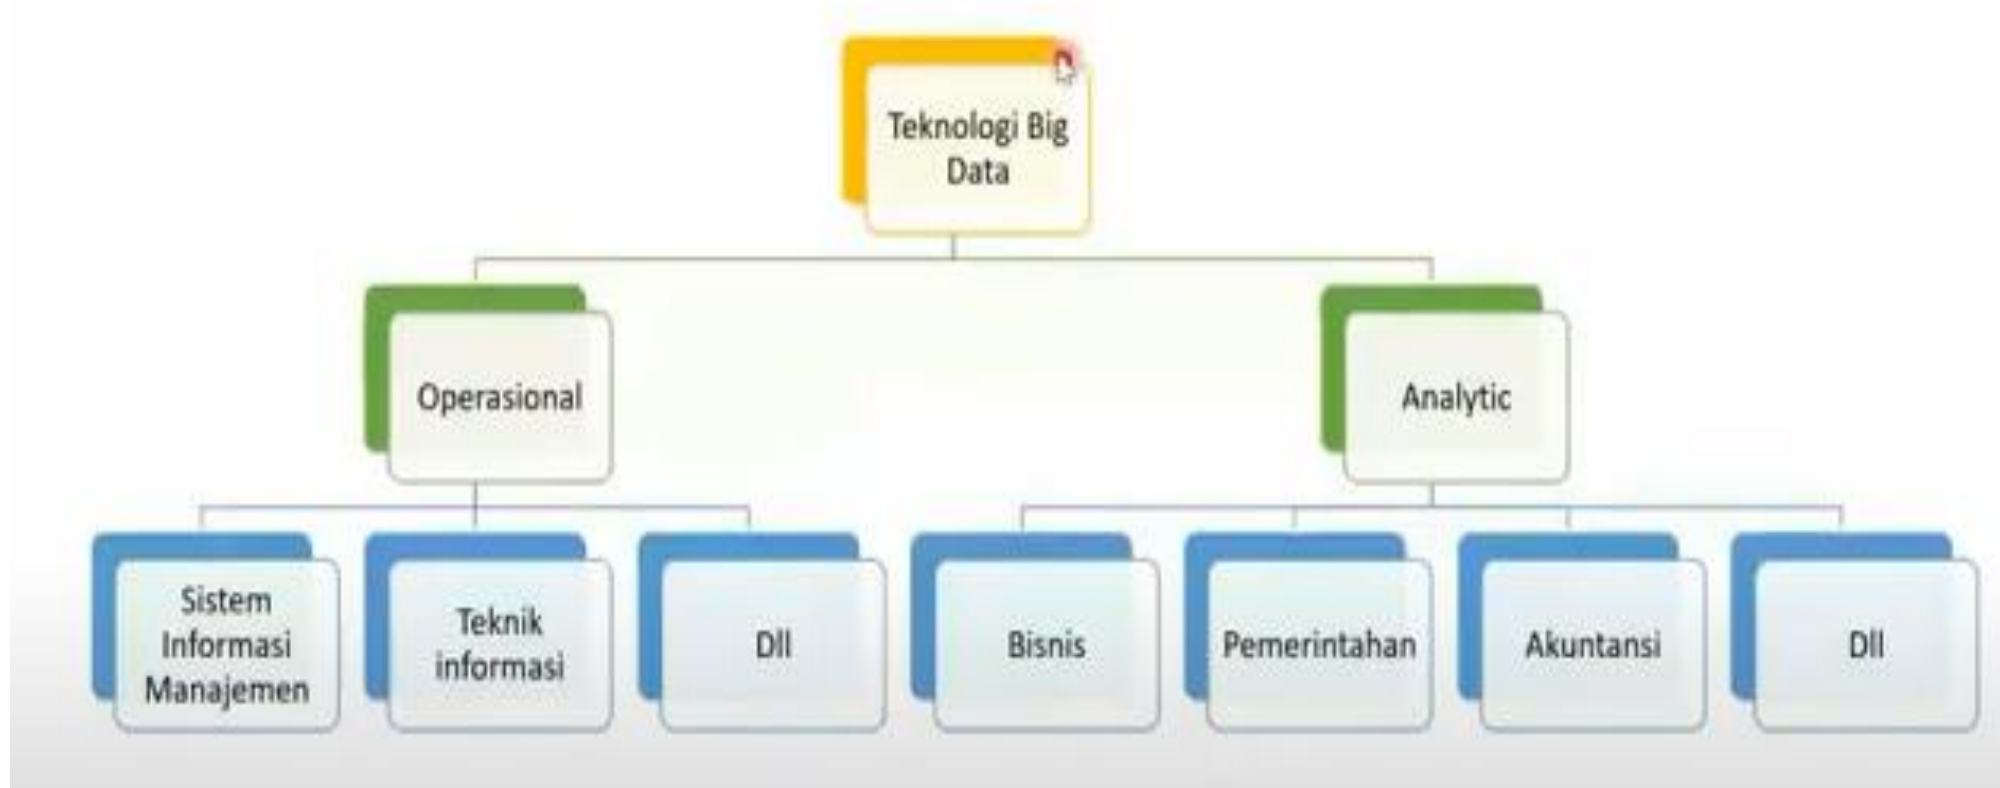 Teknologi Big
Data
Operasional
Analytic
Sistem
Informasi
Manajemen
Teknik
informasi
Dll
Bisnis
Pemerintahan
Akuntansi
Dll